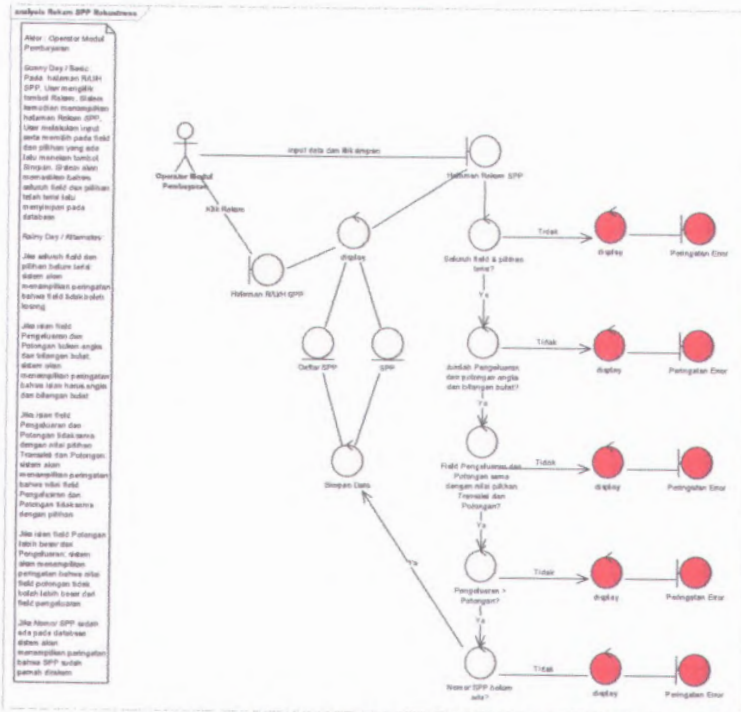 analysis Rekam SPP Robustness
Aktor : Operator Modul
Pembayaran
Sunny Day / Basic
Pada halaman R/U/H
SPP, User mengklik
tombol Rekam, Sistem
kemudian menampilkan
halaman Rekam SPP,
User melakukan input
serta memilih pada field
dan pilihan yang ada
lalu menekan tombol
Simpan. Sistem akan
memastikan bahwa
seluruh field dan pilihan
telah terisi lalu
menyimpan pada
database
Rainy Day / Alternate
Jika seluruh field dan
pilihan belum terisi
sistem akan
menampilkan peringatan
bahwa field tidak boleh
kosong
Jika isian field
Pengeluaran dan
Potongan bukan angka
dan bilangan bulat
sistem akan
menampilkan peringatan
bahwa isian harus angka
dan bilangan bulat
Jika isian field
Pengeluaran dan
Potongan tidak sama
dengan nilai pilihan
Transaksi dan Potongan
sistem akan
menampilkan peringatan
bahwa nilai field
Pengeluaran dan
Potongan tidak sama
dengan pilihan
Jika field Potongan
lebih besar dari
Pengeluaran, sistem
akan menampilkan
peringatan bahwa nilai
field potongan tidak
boleh lebih besar dari
field pengeluaran
Jika Nomor SPP sudah
ada pada database
sistem akan
menampilkan peringatan
bahwa SPP sudah
pernah direkam
Operator Modul
Pembayaran
input data dan klik simpan
Halaman Rekam SPP
Klik Rekam
Halaman R/U/H SPP
display
Daftar SPP
SPP
Simpan Data
Seluruh field & pilihan
terisi?
Tidak
display
Peringatan Error
Ya
Jumlah Pengeluaran
dan potongan angka
dan bilangan bulat?
Tidak
display
Peringatan Error
Ya
Field Pengeluaran dan
Potongan sama
dengan nilai pilihan
Transaksi dan
Potongan?
Tidak
display
Peringatan Error
Ya
Pengeluaran >
Potongan?
Tidak
display
Peringatan Error
Ya
Nomor SPP belum
ada?
Tidak
display
Peringatan Error
Ya